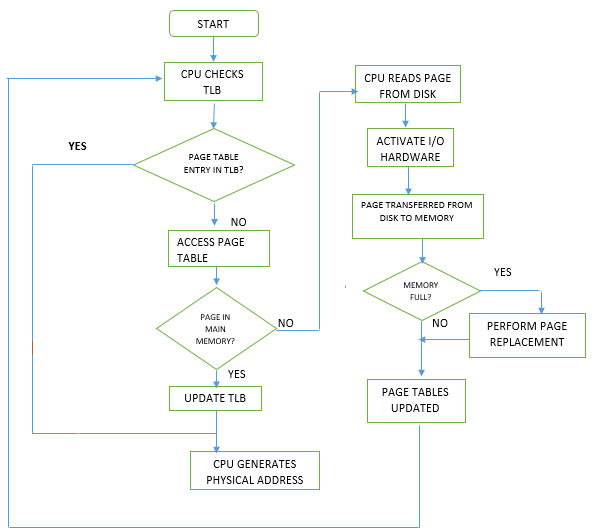 START
CPU CHECKS
TLB
YES
PAGE TABLE
ENTRY IN TLB?
NO
ACCESS PAGE
TABLE
PAGE IN
MAIN
MEMORY?
NO
YES
UPDATE TLB
CPU GENERATES
PHYSICAL ADDRESS
CPU READS PAGE
FROM DISK
ACTIVATE I/O
HARDWARE
PAGE TRANSFERRED FROM
DISK TO MEMORY
MEMORY
FULL?
YES
NO
PERFORM PAGE
REPLACEMENT
PAGE TABLES
UPDATED